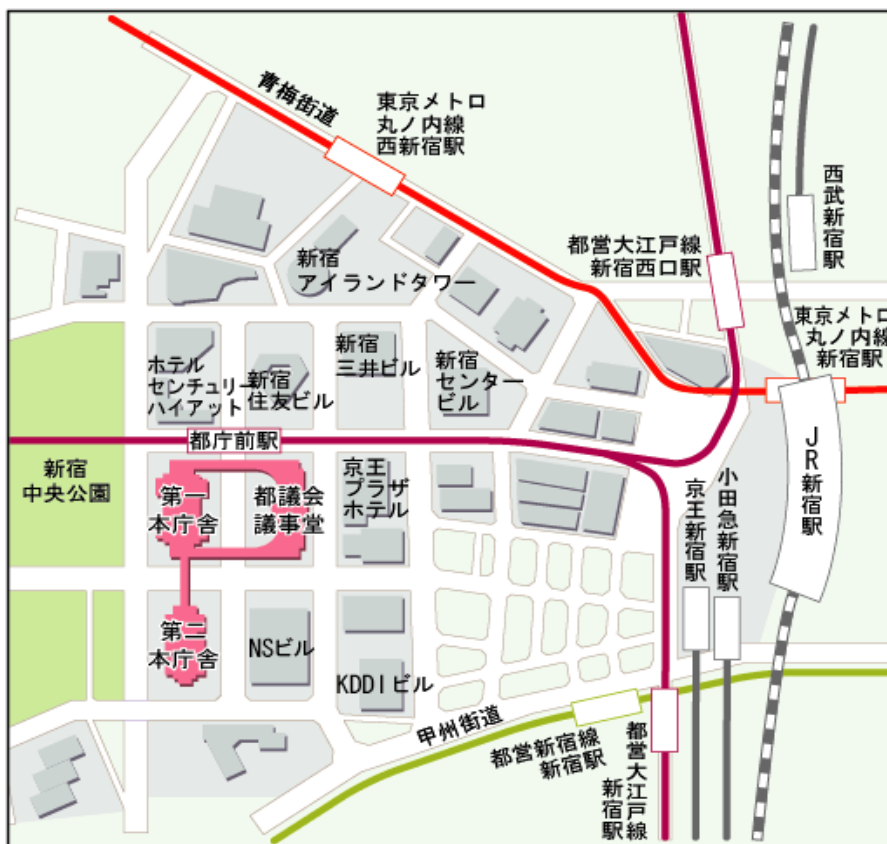 青梅街道
東京メトロ
丸ノ内線
西新宿駅
西武新宿駅
都営大江戸線
新宿西口駅
新宿
アイランドタワー
東京メトロ
丸ノ内線
新宿駅
ホテル
センチュリー
ハイアット
新宿
住友ビル
新宿
三井ビル
新宿
センター
ビル
都庁前駅
JR新宿駅
新宿
中央公園
第一
本庁舎
都議会
議事堂
京王
プラザ
ホテル
京王新宿駅
小田急新宿駅
第二
本庁舎
NSビル
KDDIビル
甲州街道
都営新宿線
新宿駅
都営大江戸線
新宿駅